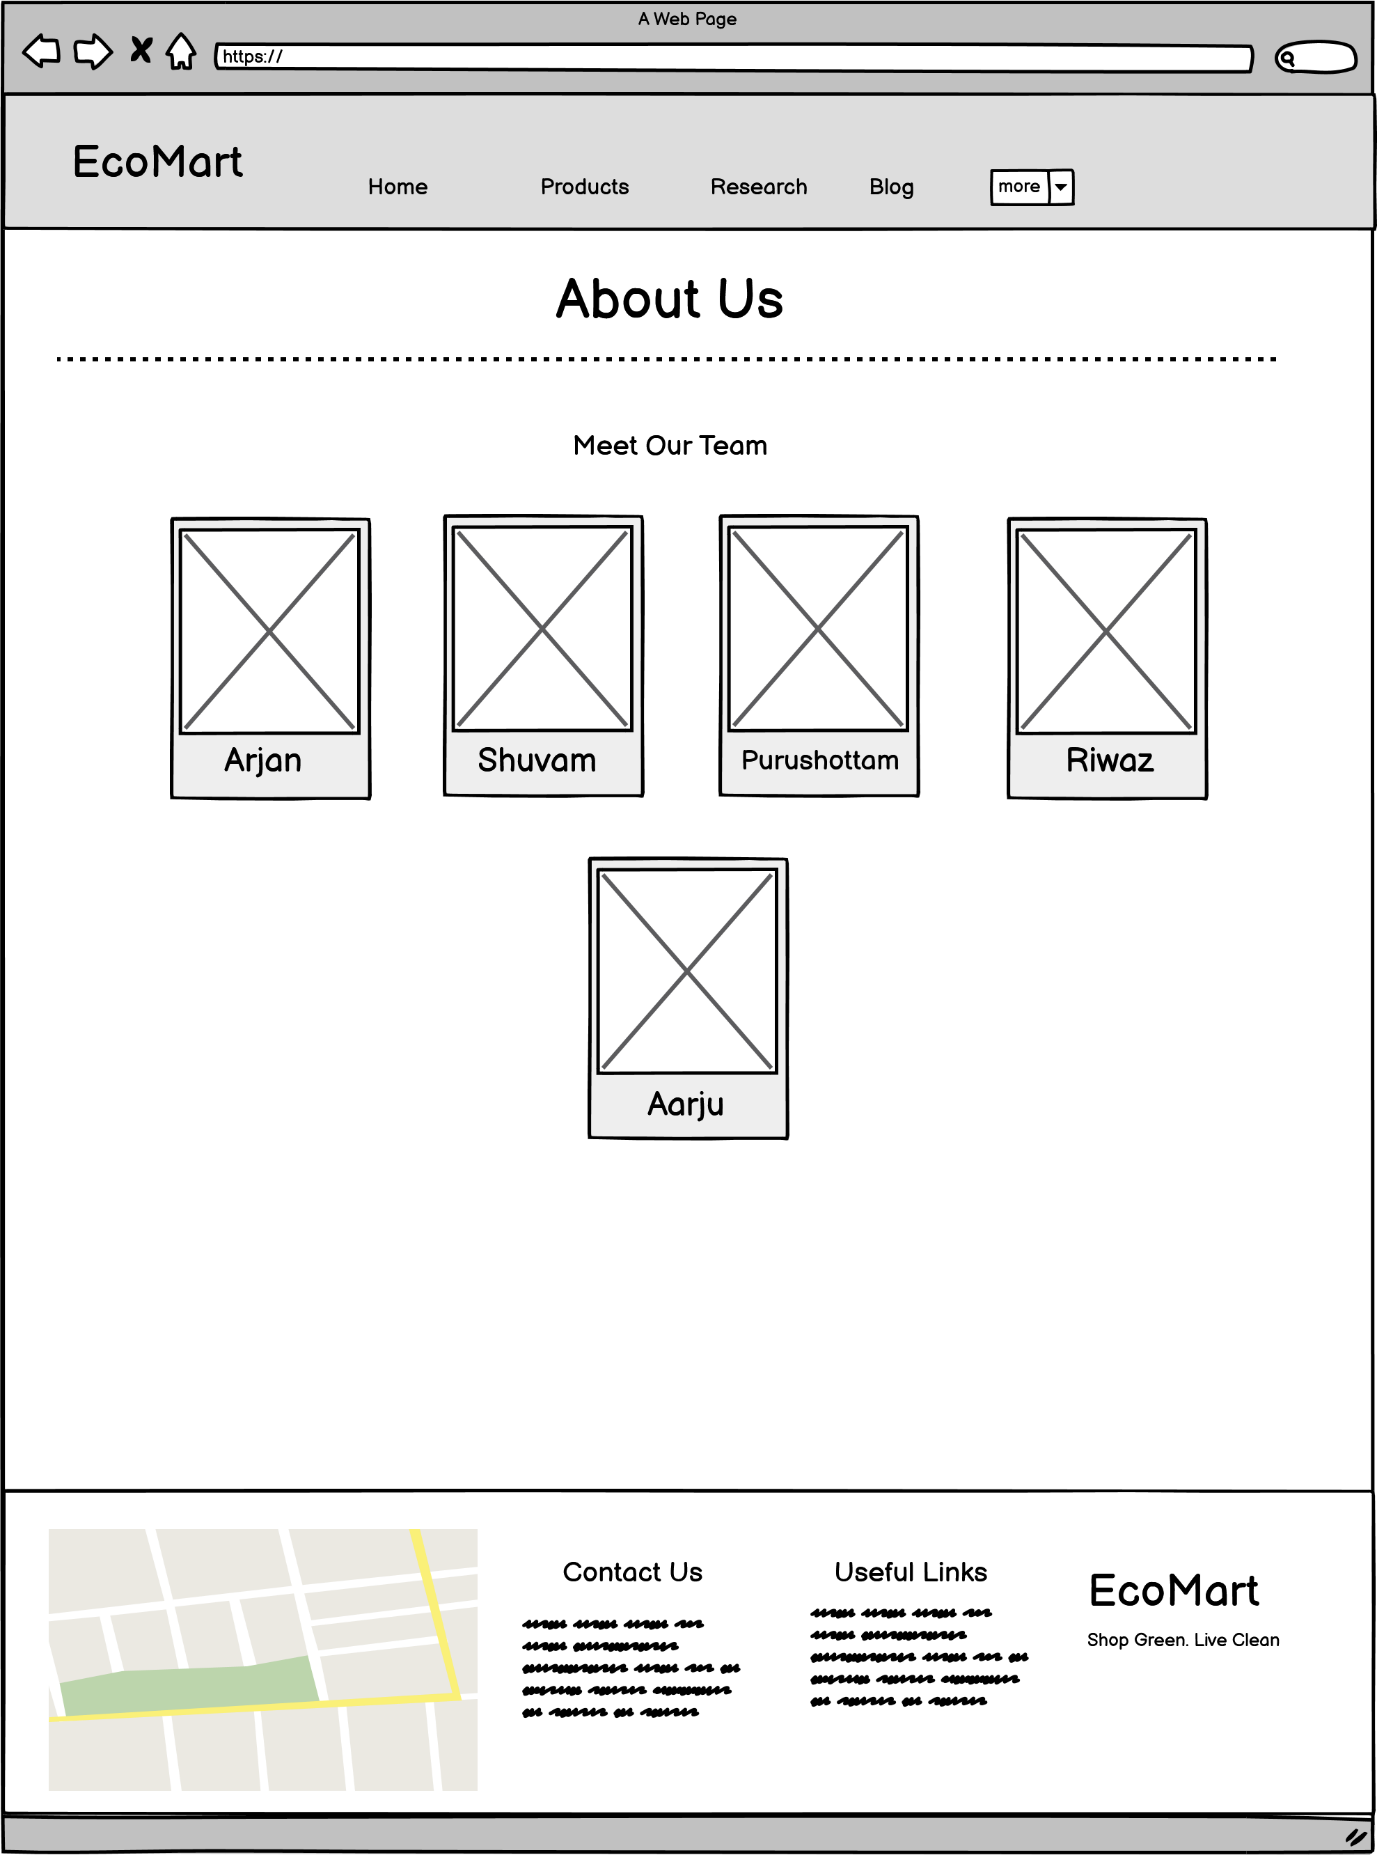 A Web Page
https://
EcoMart
Home
Products
Research
Blog
more
About Us
Meet Our Team
Arjan
Shuvam
Purushottam
Riwaz
Aarju
Contact Us
Useful Links
EcoMart
Shop Green. Live Clean